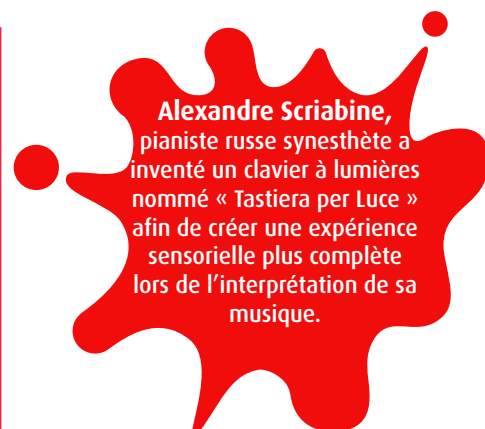 Alexandre Scriabine,
pianiste russe synesthète a
inventé un clavier à lumières
nommé « Tastiera per Luce »
afin de créer une expérience
sensorielle plus complète
lors de l’interprétation de sa
musique.